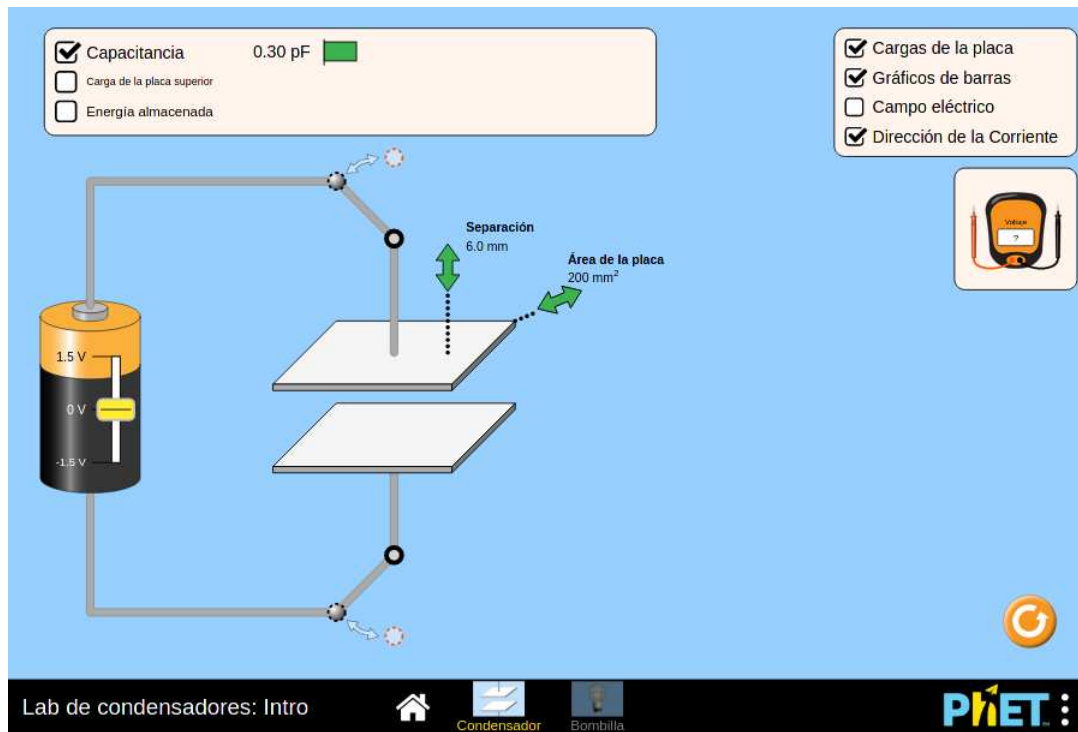 Capacitancia 0.30 pF
Carga de la placa superior
Energía almacenada
Cargas de la placa
Gráficos de barras
Campo eléctrico
Dirección de la Corriente
Voltaje
?
Separación
6.0 mm
Área de la placa
200 mm²
1.5 V
0 V
-1.5 V
Lab de condensadores: Intro
Condensador
Bombilla
PhET